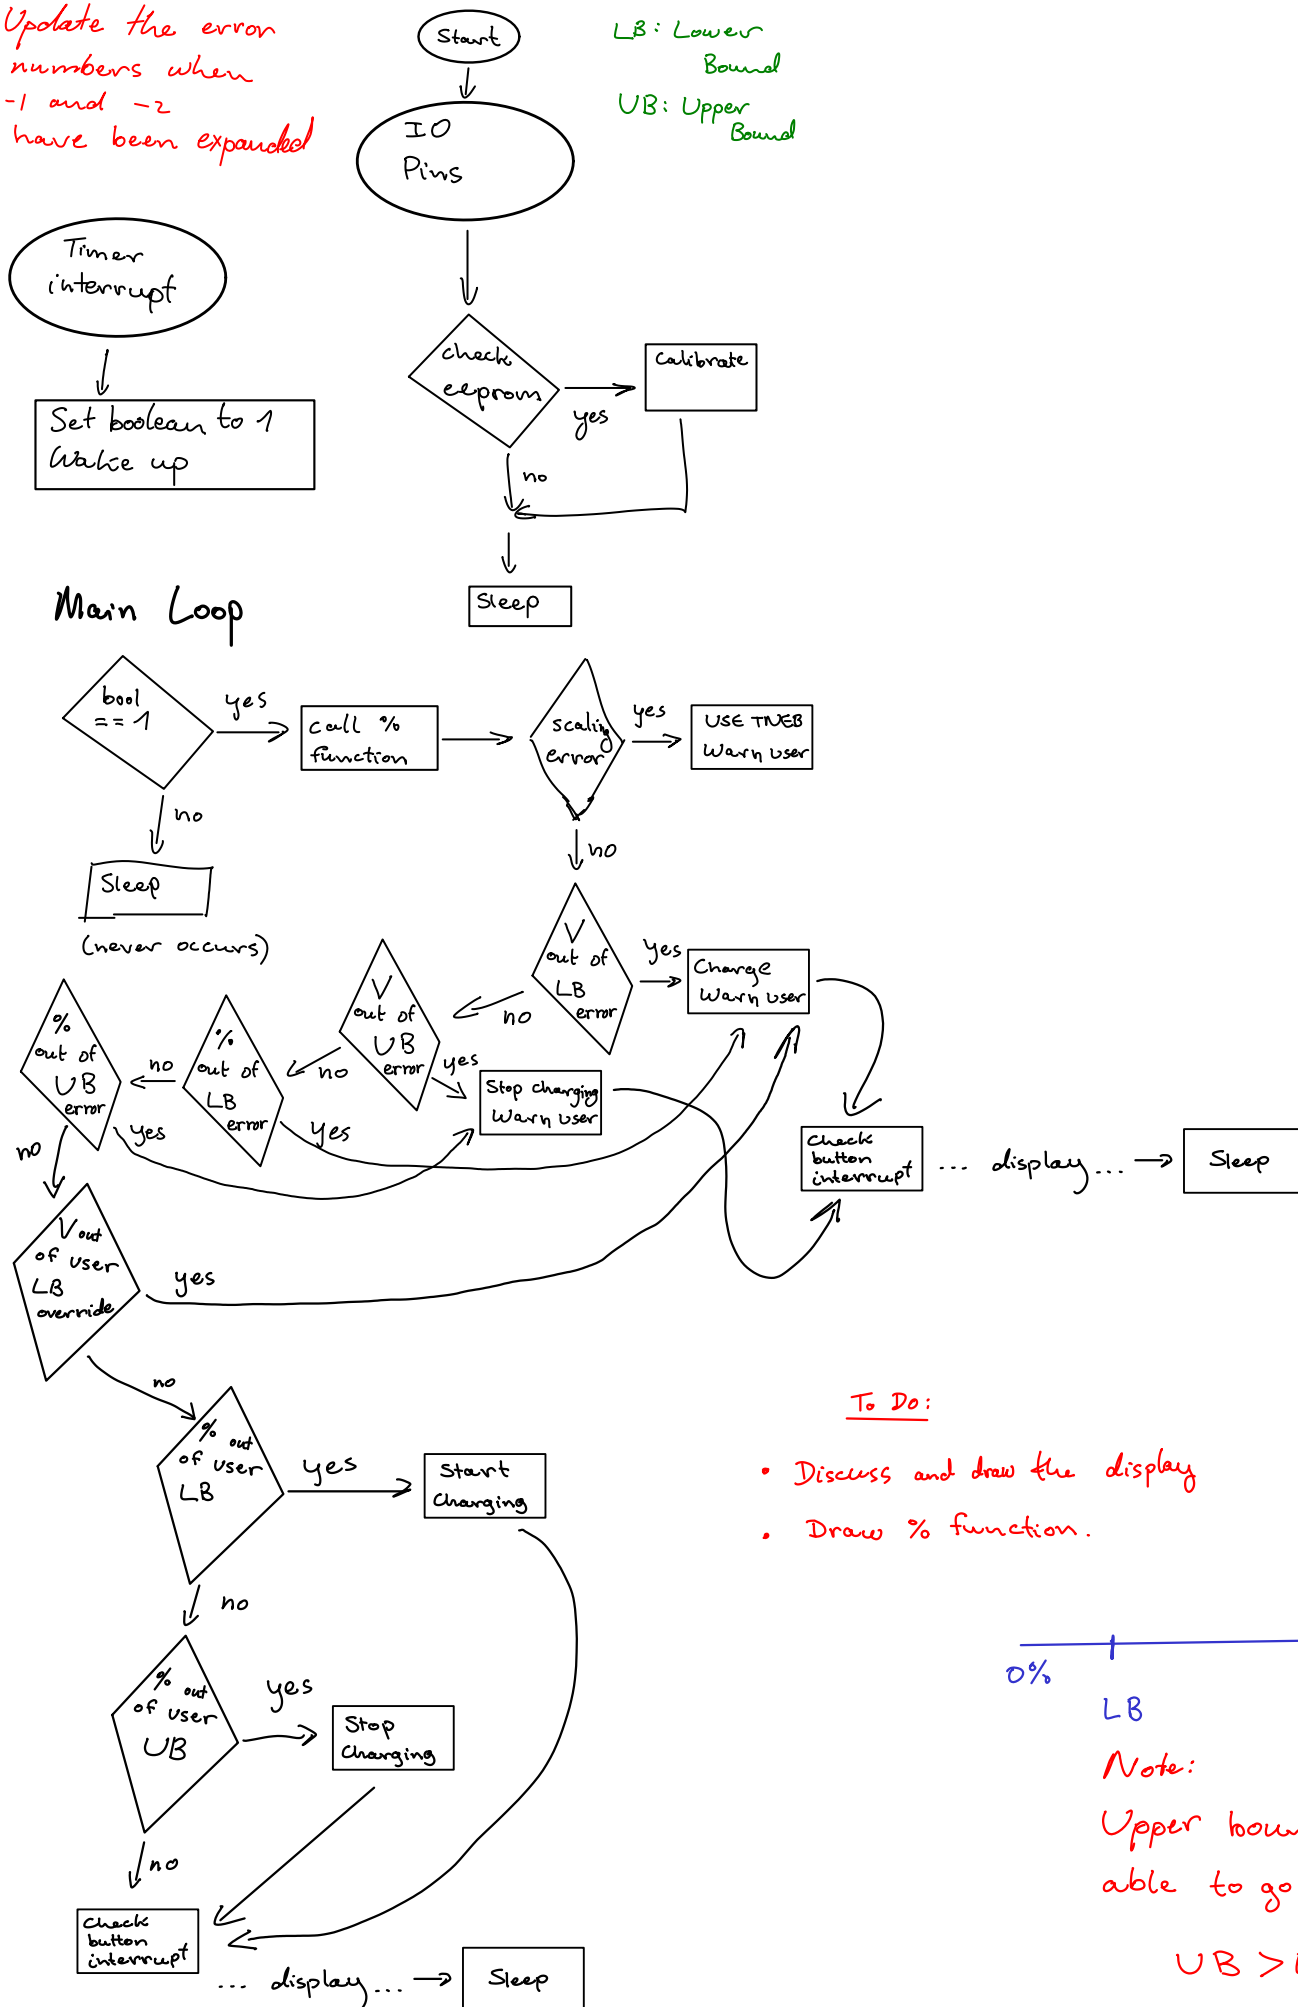 Update the error
numbers when
-1 and -2
have been expanded
Start
LB: Lower
Bound
UB: Upper
Bound
IO
Pins
Timer
interrupt
Set boolean to 1
Wake up
check
eeprom
yes
Calibrate
no
Sleep
Main Loop
bool
== 1
yes
call %
function
scaling
error
yes
Warn user
no
Sleep
(never occurs)
no
V
out of
LB
error
yes
Charge
Warn user
no
V
out of
UB
error
yes
Stop charging
Warn user
no
%
out of
LB
error
yes
no
%
out of
UB
error
yes
no
Check
button
interrupt
... display ...
Sleep
V out
of user
LB
override
yes
no
% out
of user
LB
yes
Start
Charging
no
% out
of user
UB
yes
Stop
Charging
no
Check
button
interrupt
... display ...
Sleep
To Do:
• Discuss and draw the display
• Draw % function.
0%
LB
Note:
Upper
able to go
UB >